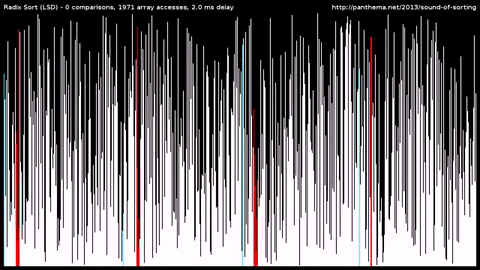 Radix Sort (LSD) - 0 comparisons, 1971 array accesses, 2.0 ms delay
http://panthema.net/2013/sound-of-sorting